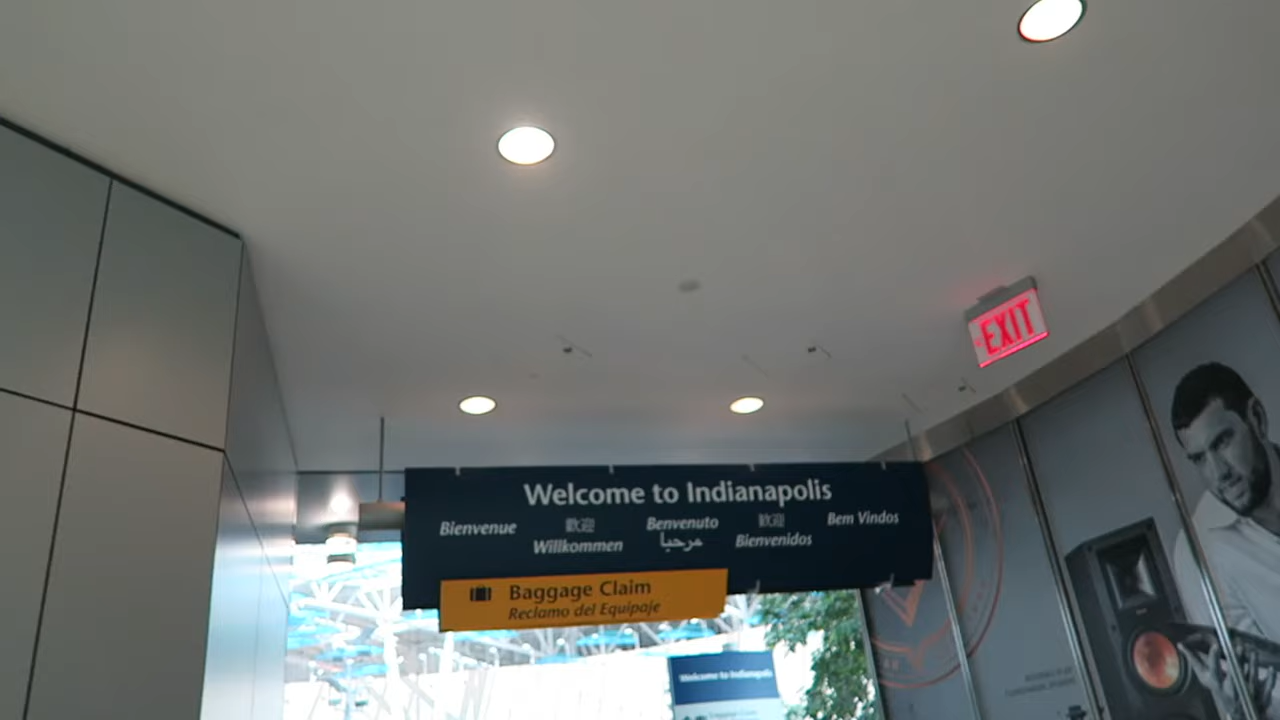 EXIT
Welcome to Indianapolis
Bienvenue 歡迎 Benvenuto 歡迎 Bem Vindos
Willkommen مرحباً Bienvenidos
Baggage Claim
Reclamo del Equipaje
Welcome to Indianapolis